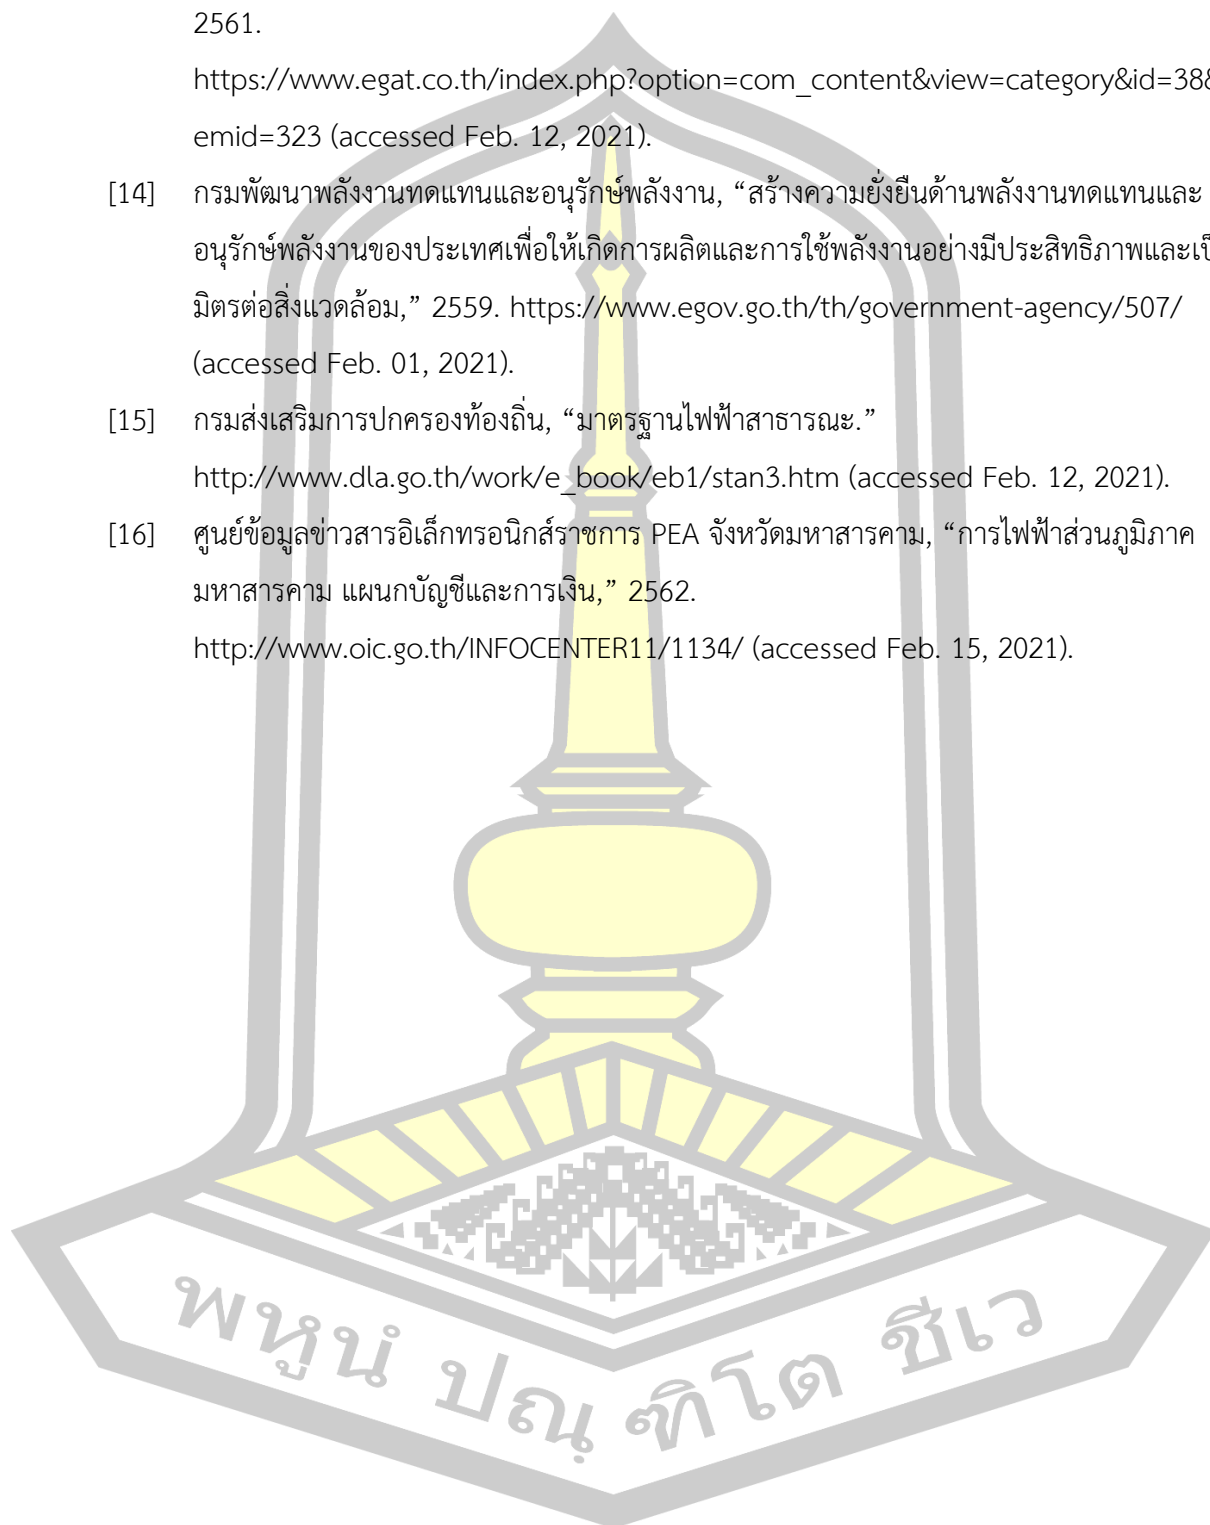 2561.
https://www.egat.co.th/index.php?option=com_content&view=category&id=38&
emid=323 (accessed Feb. 12, 2021).
[14] กรมพัฒนาพลังงานทดแทนและอนุรักษ์พลังงาน, “สร้างความยั่งยืนด้านพลังงานทดแทนและ
อนุรักษ์พลังงานของประเทศเพื่อให้เกิดการผลิตและการใช้พลังงานอย่างมีประสิทธิภาพและเป็
มิตรต่อสิ่งแวดล้อม,” 2559. https://www.egov.go.th/th/government-agency/507/
(accessed Feb. 01, 2021).
[15] กรมส่งเสริมการปกครองท้องถิ่น, “มาตรฐานไฟฟ้าสาธารณะ.”
http://www.dla.go.th/work/e_book/eb1/stan3.htm (accessed Feb. 12, 2021).
[16] ศูนย์ข้อมูลข่าวสารอิเล็กทรอนิกส์ราชการ PEA จังหวัดมหาสารคาม, “การไฟฟ้าส่วนภูมิภาค
มหาสารคาม แผนกบัญชีและการเงิน,” 2562.
http://www.oic.go.th/INFOCENTER11/1134/ (accessed Feb. 15, 2021).
พหูนํ ปณฺ ฑิโต ชีเว